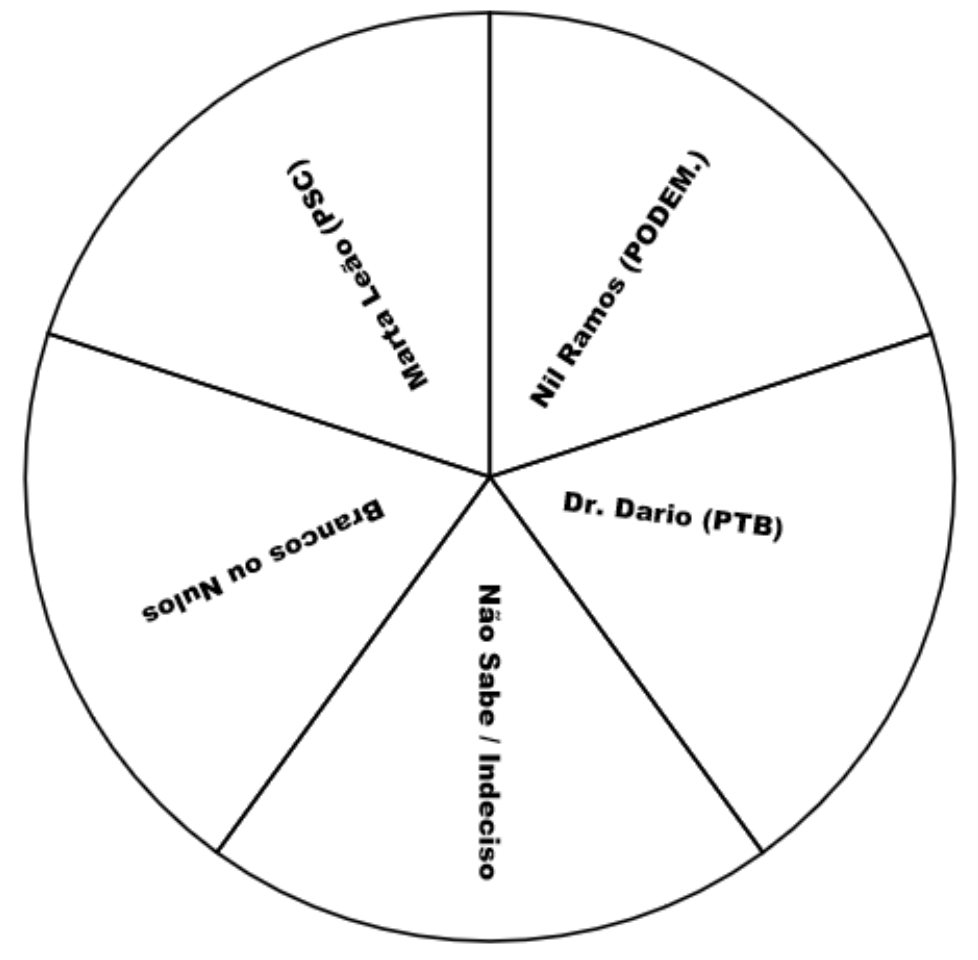 Nil Ramos (PODEM.)
Dr. Dario (PTB)
Não Sabe / Indeciso
Brancos ou Nulos
Marta Leão (PSC)